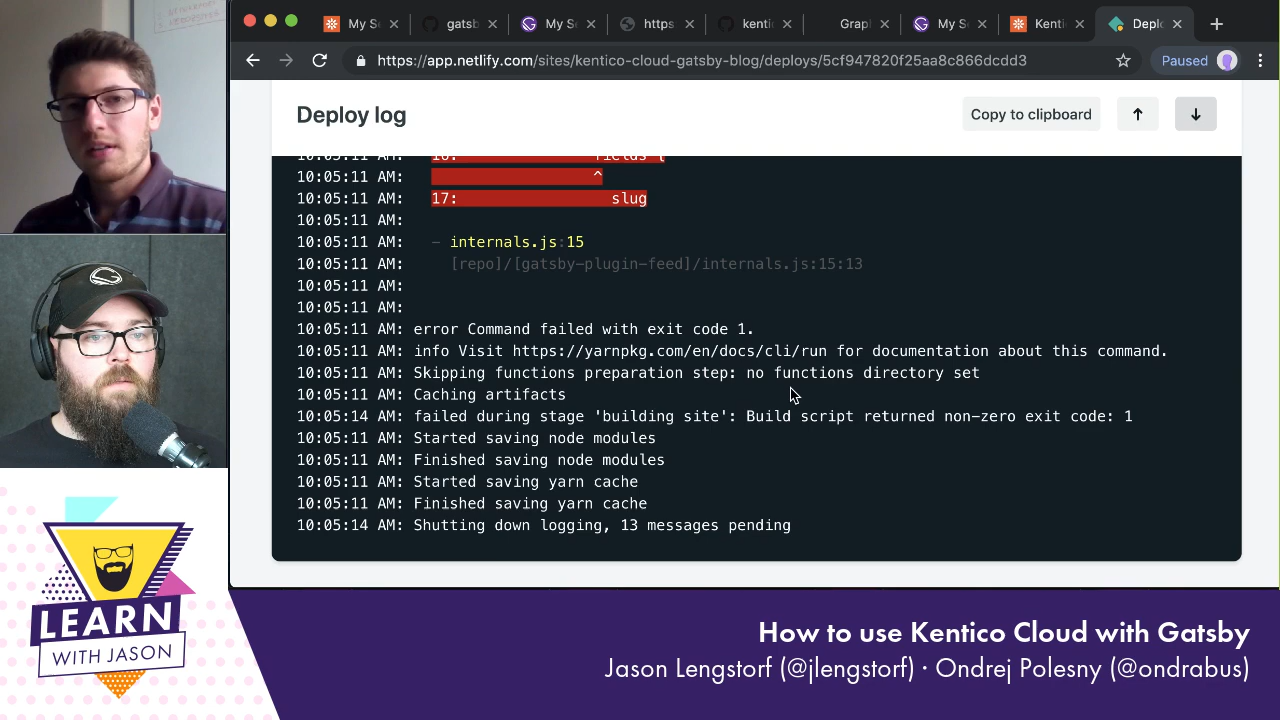 My S
gatsb
My S
https
kentic
Grap
My S
Kenti
Deplo
https://app.netlify.com/sites/kentico-cloud-gatsby-blog/deploys/5cf947820f25aa8c866dcdd3
Paused
Deploy log
Copy to clipboard
10:05:11 AM: 16: fields {
10:05:11 AM: ^
10:05:11 AM: 17: slug
10:05:11 AM:
10:05:11 AM: – internals.js:15
10:05:11 AM: [repo]/[gatsby-plugin-feed]/internals.js:15:13
10:05:11 AM:
10:05:11 AM:
10:05:11 AM: error Command failed with exit code 1.
10:05:11 AM: info Visit https://yarnpkg.com/en/docs/cli/run for documentation about this command.
10:05:11 AM: Skipping functions preparation step: no functions directory set
10:05:11 AM: Caching artifacts
10:05:14 AM: failed during stage 'building site': Build script returned non-zero exit code: 1
10:05:11 AM: Started saving node modules
10:05:11 AM: Finished saving node modules
10:05:11 AM: Started saving yarn cache
10:05:11 AM: Finished saving yarn cache
10:05:14 AM: Shutting down logging, 13 messages pending
LEARN
WITH JASON
How to use Kentico Cloud with Gatsby
Jason Lengstorf (@jlengstorf) · Ondrej Polesny (@ondrabus)